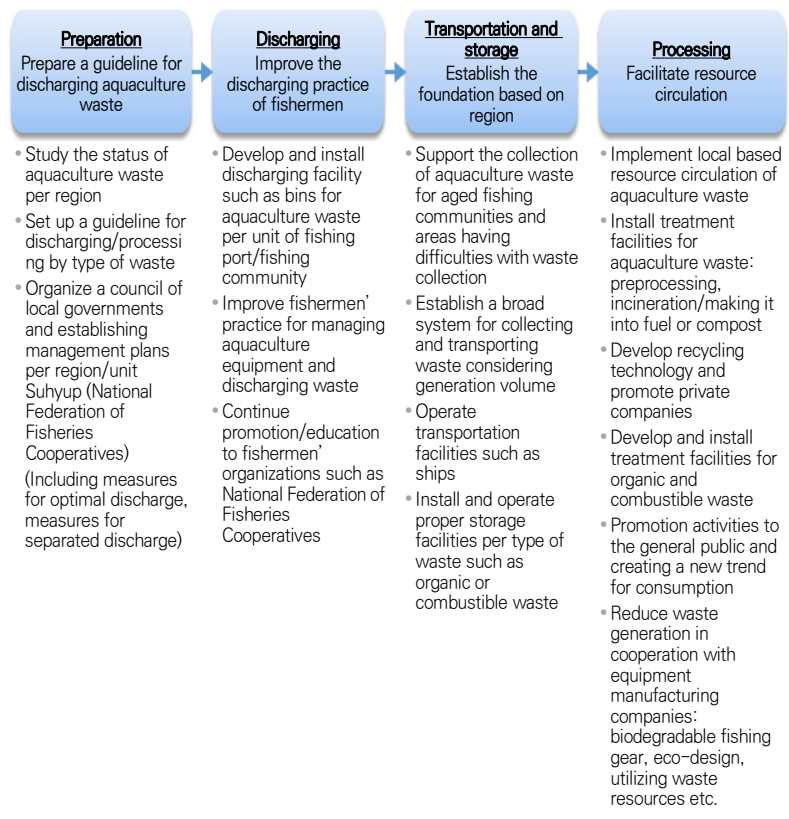 Preparation
Prepare a guideline for
discharging aquaculture
waste
• Study the status of
aquaculture waste
per region
• Set up a guideline for
discharging/processi
ng by type of waste
• Organize a council of
local governments
and establishing
management plans
per region/unit
Suhyup (National
Federation of
Fisheries
Cooperatives)
(Including measures
for optimal discharge,
measures for
separated discharge)
Discharging
Improve the
discharging practice
of fishermen
• Develop and install
discharging facility
such as bins for
aquaculture waste
per unit of fishing
port/fishing
community
• Improve fishermen’
practice for managing
aquaculture
equipment and
discharging waste
• Continue
promotion/education
to fishermen’
organizations such as
National Federation of
Fisheries
Cooperatives
Transportation and
storage
Establish the
foundation based on
region
• Support the collection
of aquaculture waste
for aged fishing
communities and
areas having
difficulties with waste
collection
• Establish a broad
system for collecting
and transporting
waste considering
generation volume
• Operate
transportation
facilities such as
ships
• Install and operate
proper storage
facilities per type of
waste such as
organic or
combustible waste
Processing
Facilitate resource
circulation
• Implement local based
resource circulation of
aquaculture waste
• Install treatment
facilities for
aquaculture waste:
preprocessing,
incineration/making it
into fuel or compost
• Develop recycling
technology and
promote private
companies
• Develop and install
treatment facilities for
organic and
combustible waste
• Promotion activities to
the general public and
creating a new trend
for consumption
• Reduce waste
generation in
cooperation with
equipment
manufacturing
companies:
biodegradable fishing
gear, eco-design,
utilizing waste
resources etc.